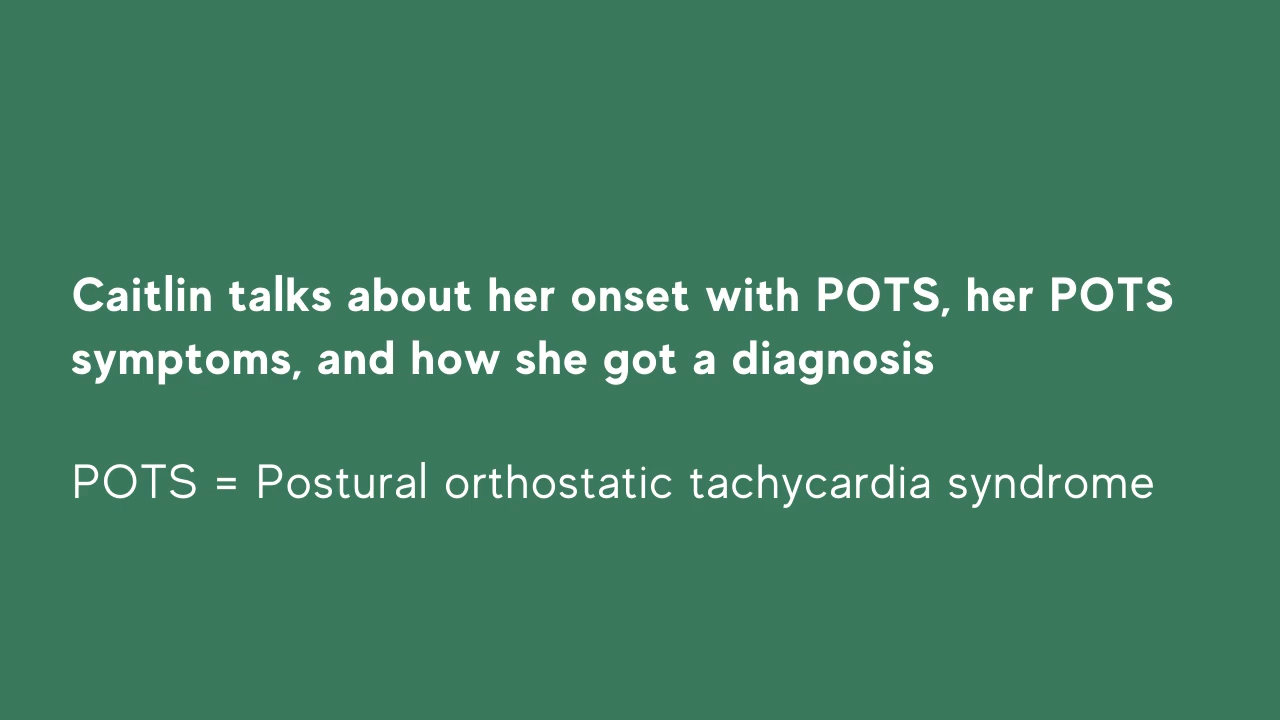 Caitlin talks about her onset with POTS, her POTS
symptoms, and how she got a diagnosis
POTS = Postural orthostatic tachycardia syndrome